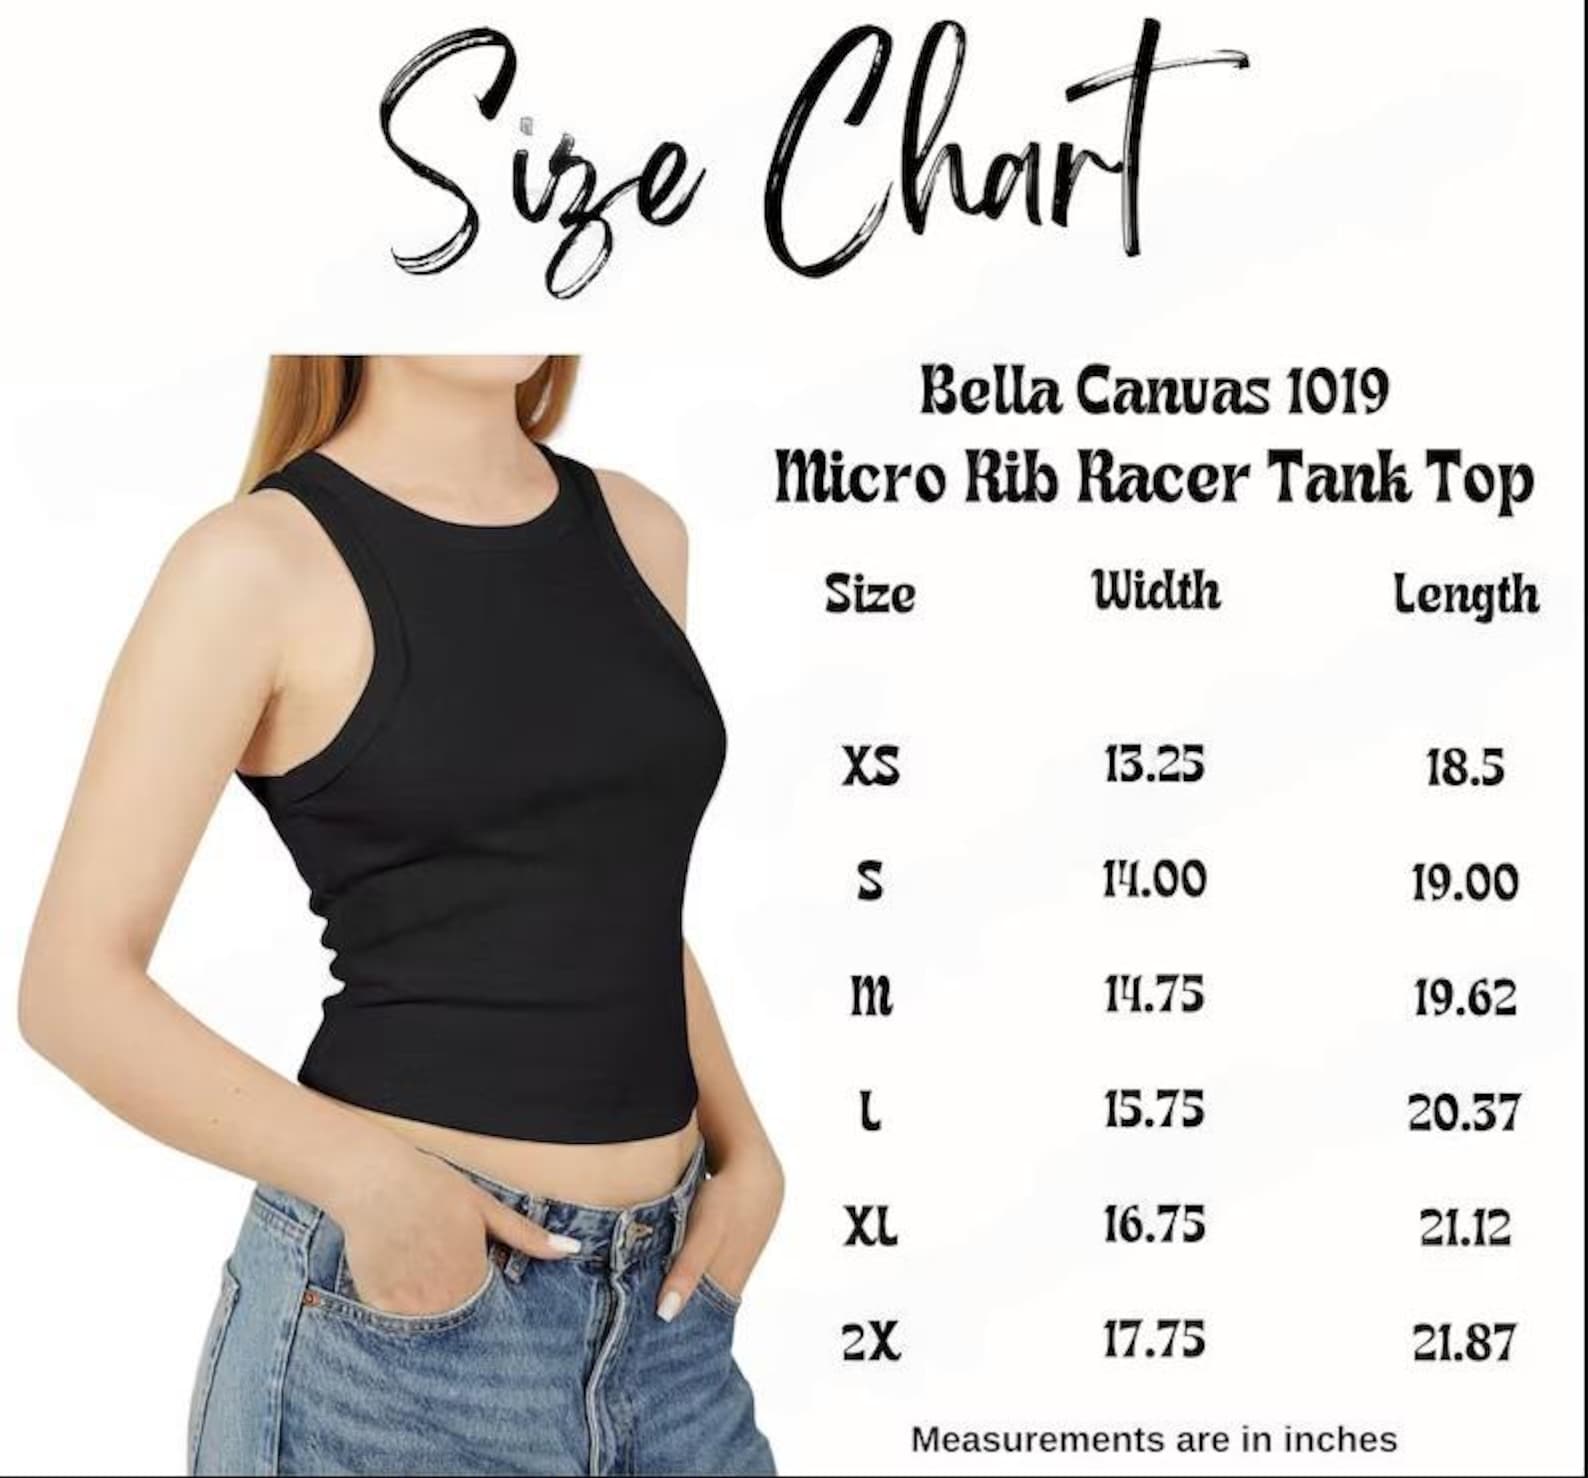 Size Chart
Bella Canvas 1019
Micro Rib Racer Tank Top
Size Width Length
XS 13.25 18.5
S 14.00 19.00
M 14.75 19.62
L 15.75 20.37
XL 16.75 21.12
2X 17.75 21.87
Measurements are in inches